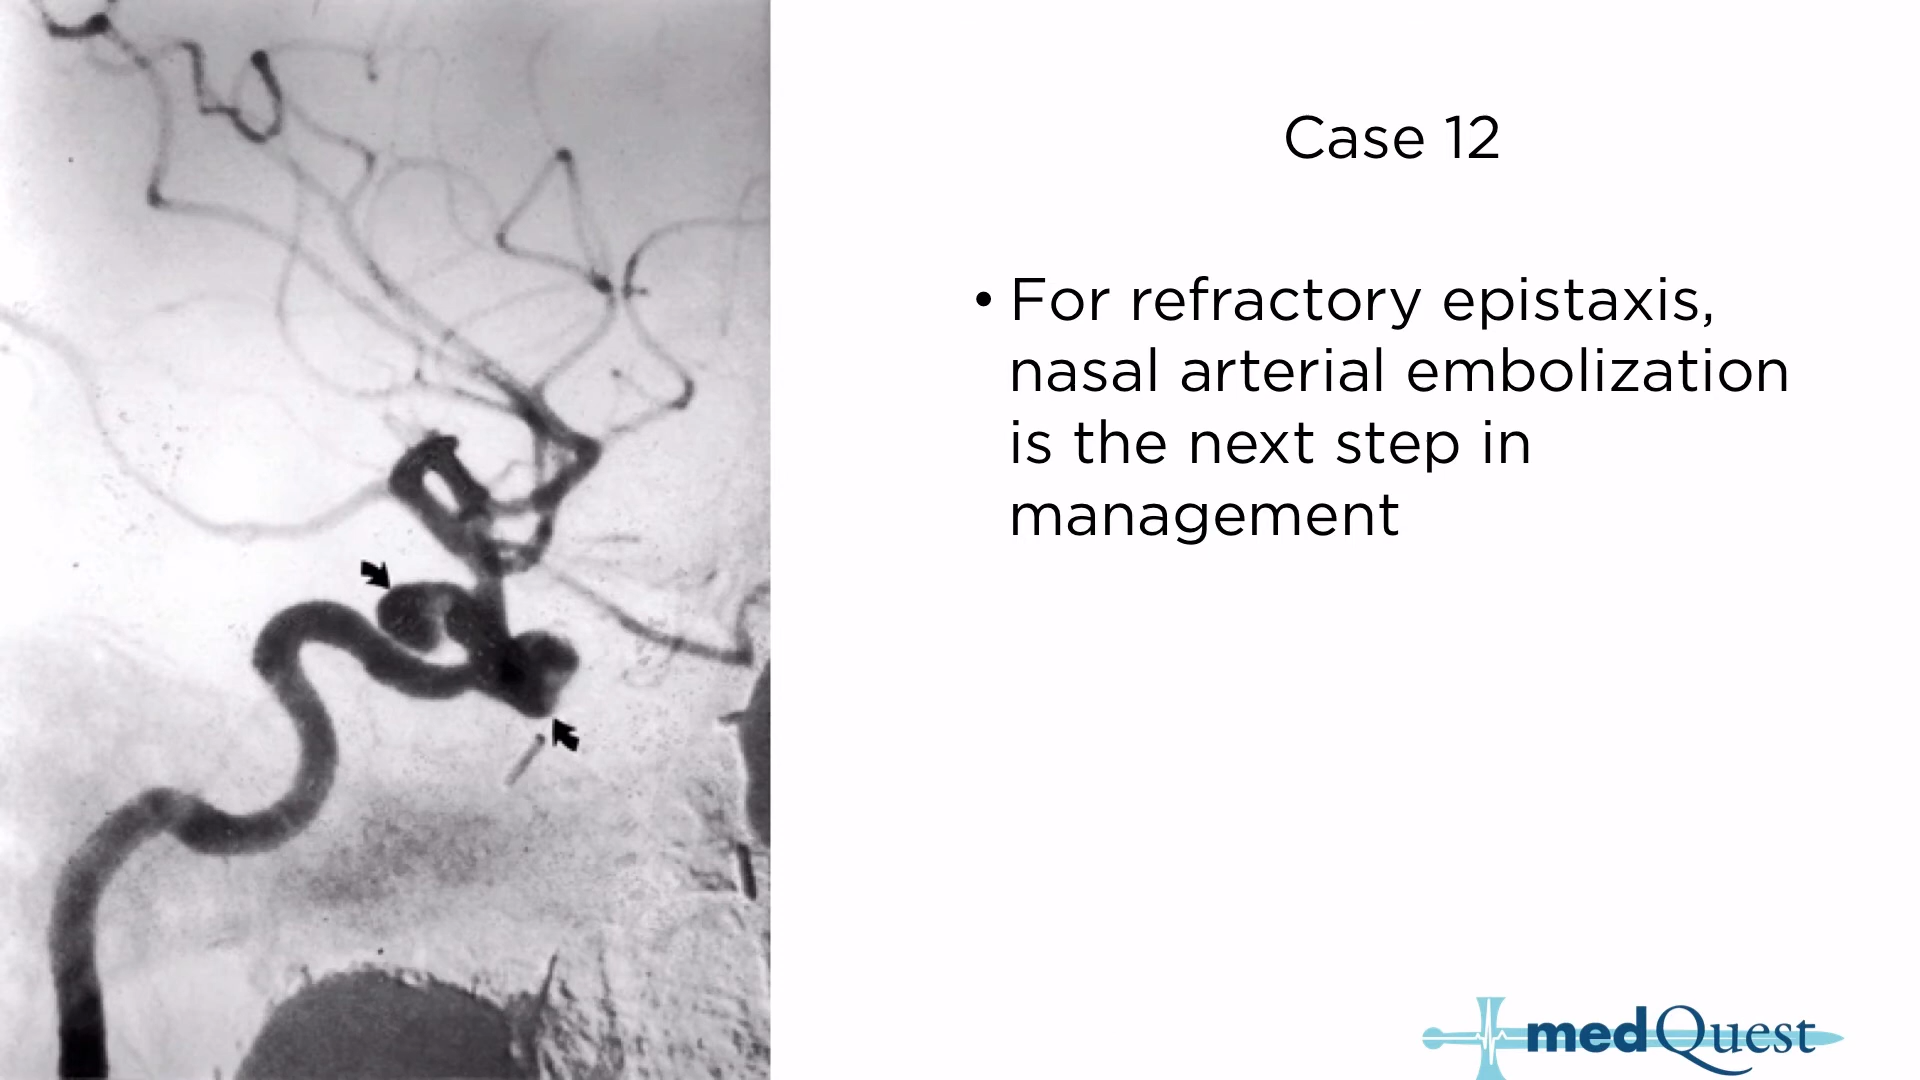 Case 12
• For refractory epistaxis,
nasal arterial embolization
is the next step in
management
medQuest